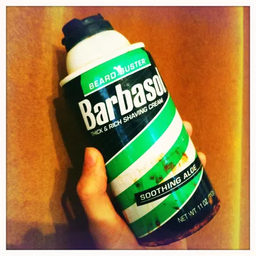 BEARD BUSTER
Barbasol
THICK & RICH SHAVING CREAM
SOOTHING ALOE
NET WT. 11 OZ